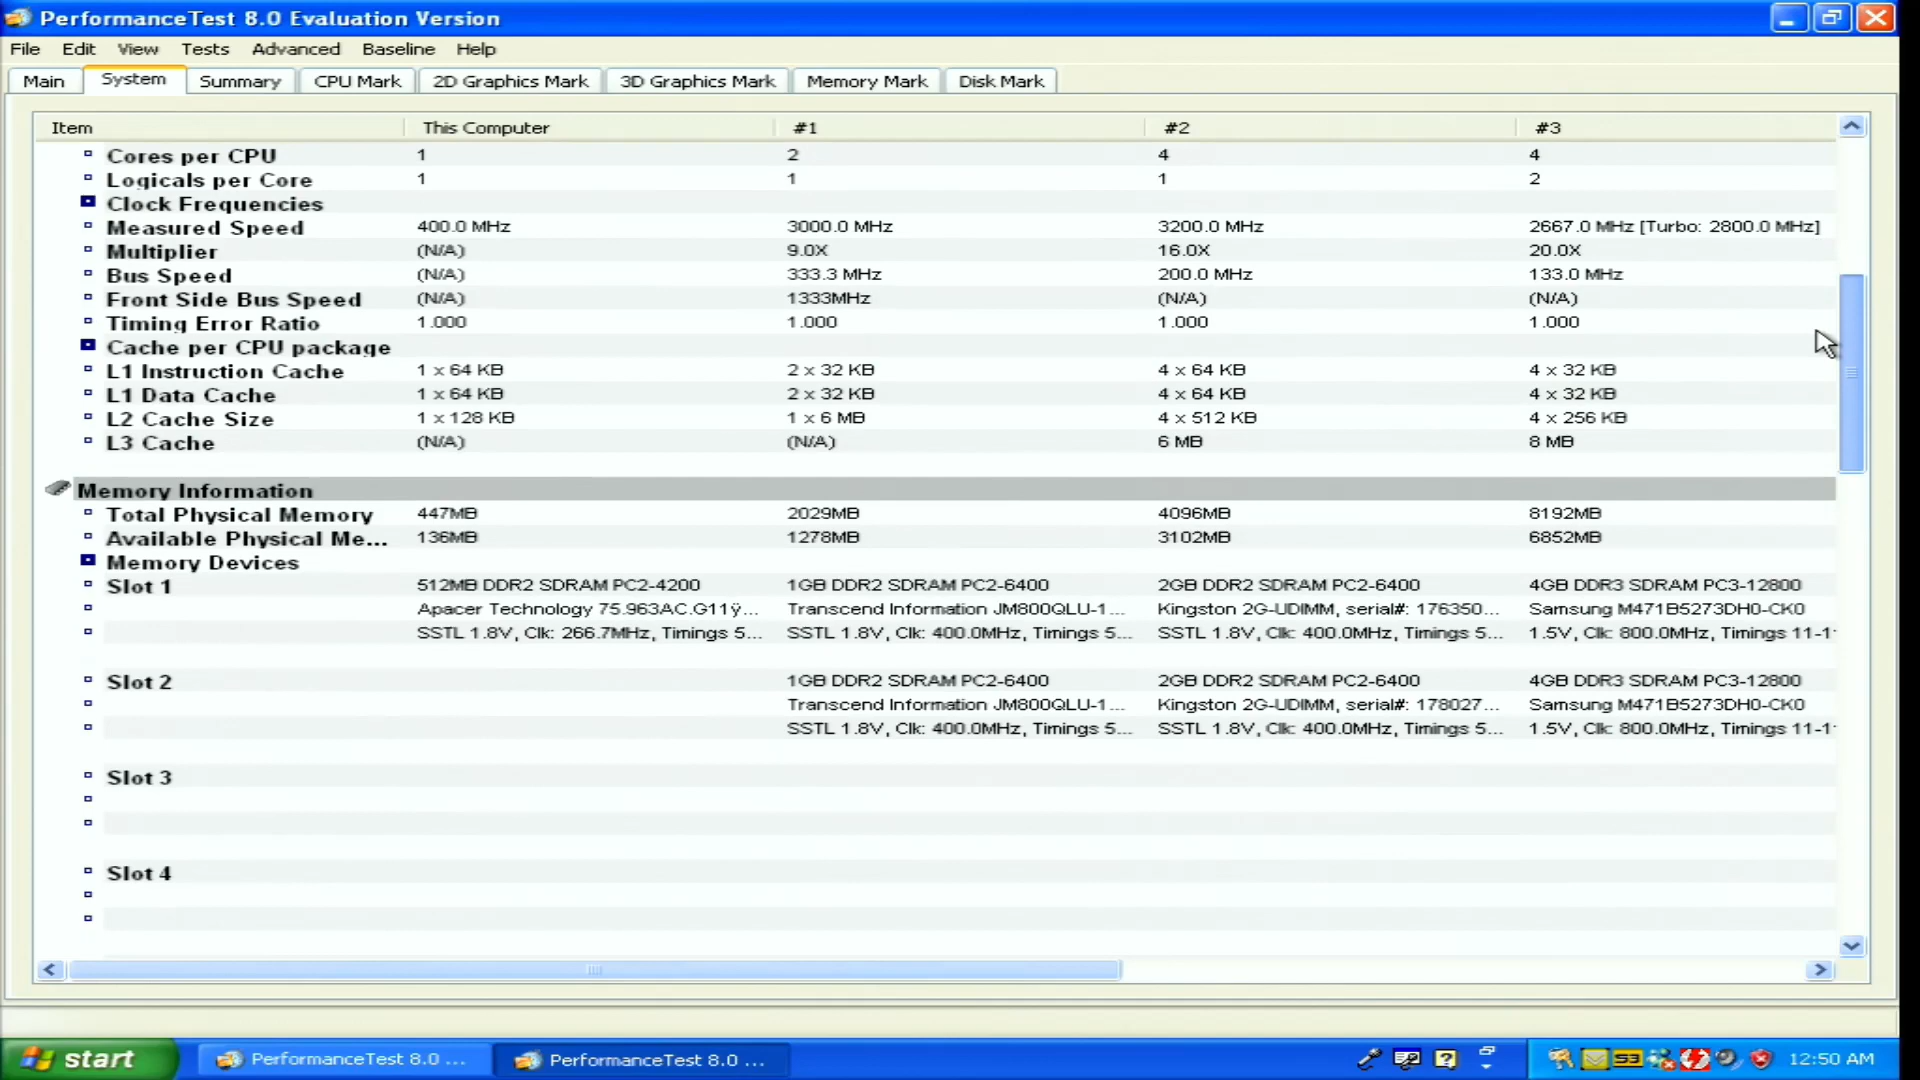 PerformanceTest 8.0 Evaluation Version
File Edit View Tests Advanced Baseline Help
Main System Summary CPU Mark 2D Graphics Mark 3D Graphics Mark Memory Mark Disk Mark
Item This Computer #1 #2 #3
Cores per CPU 1 2 4 4
Logicals per Core 1 1 1 2
Clock Frequencies
Measured Speed 400.0 MHz 3000.0 MHz 3200.0 MHz 2667.0 MHz [Turbo: 2800.0 MHz]
Multiplier (N/A) 9.0X 16.0X 20.0X
Bus Speed (N/A) 333.3 MHz 200.0 MHz 133.0 MHz
Front Side Bus Speed (N/A) 1333MHz (N/A) (N/A)
Timing Error Ratio 1.000 1.000 1.000 1.000
Cache per CPU package
L1 Instruction Cache 1 x 64 KB 2 x 32 KB 4 x 64 KB 4 x 32 KB
L1 Data Cache 1 x 64 KB 2 x 32 KB 4 x 64 KB 4 x 32 KB
L2 Cache Size 1 x 128 KB 1 x 6 MB 4 x 512 KB 4 x 256 KB
L3 Cache (N/A) (N/A) 6 MB 8 MB
Memory Information
Total Physical Memory 447MB 2029MB 4096MB 8192MB
Available Physical Me... 136MB 1278MB 3102MB 6852MB
Memory Devices
Slot 1 512MB DDR2 SDRAM PC2-4200 1GB DDR2 SDRAM PC2-6400 2GB DDR2 SDRAM PC2-6400 4GB DDR3 SDRAM PC3-12800
Apacer Technology 75.963AC.G11ÿ... Transcend Information JM800QLU-1... Kingston 2G-UDIMM, serial#: 176350... Samsung M471B5273DH0-CK0
SSTL 1.8V, Clk: 266.7MHz, Timings 5... SSTL 1.8V, Clk: 400.0MHz, Timings 5... SSTL 1.8V, Clk: 400.0MHz, Timings 5... 1.5V, Clk: 800.0MHz, Timings 11-1
Slot 2 1GB DDR2 SDRAM PC2-6400 2GB DDR2 SDRAM PC2-6400 4GB DDR3 SDRAM PC3-12800
Transcend Information JM800QLU-1... Kingston 2G-UDIMM, serial#: 178027... Samsung M471B5273DH0-CK0
SSTL 1.8V, Clk: 400.0MHz, Timings 5... SSTL 1.8V, Clk: 400.0MHz, Timings 5... 1.5V, Clk: 800.0MHz, Timings 11-1
Slot 3
Slot 4
start PerformanceTest 8.0 ... PerformanceTest 8.0 ... S3 12:50 AM